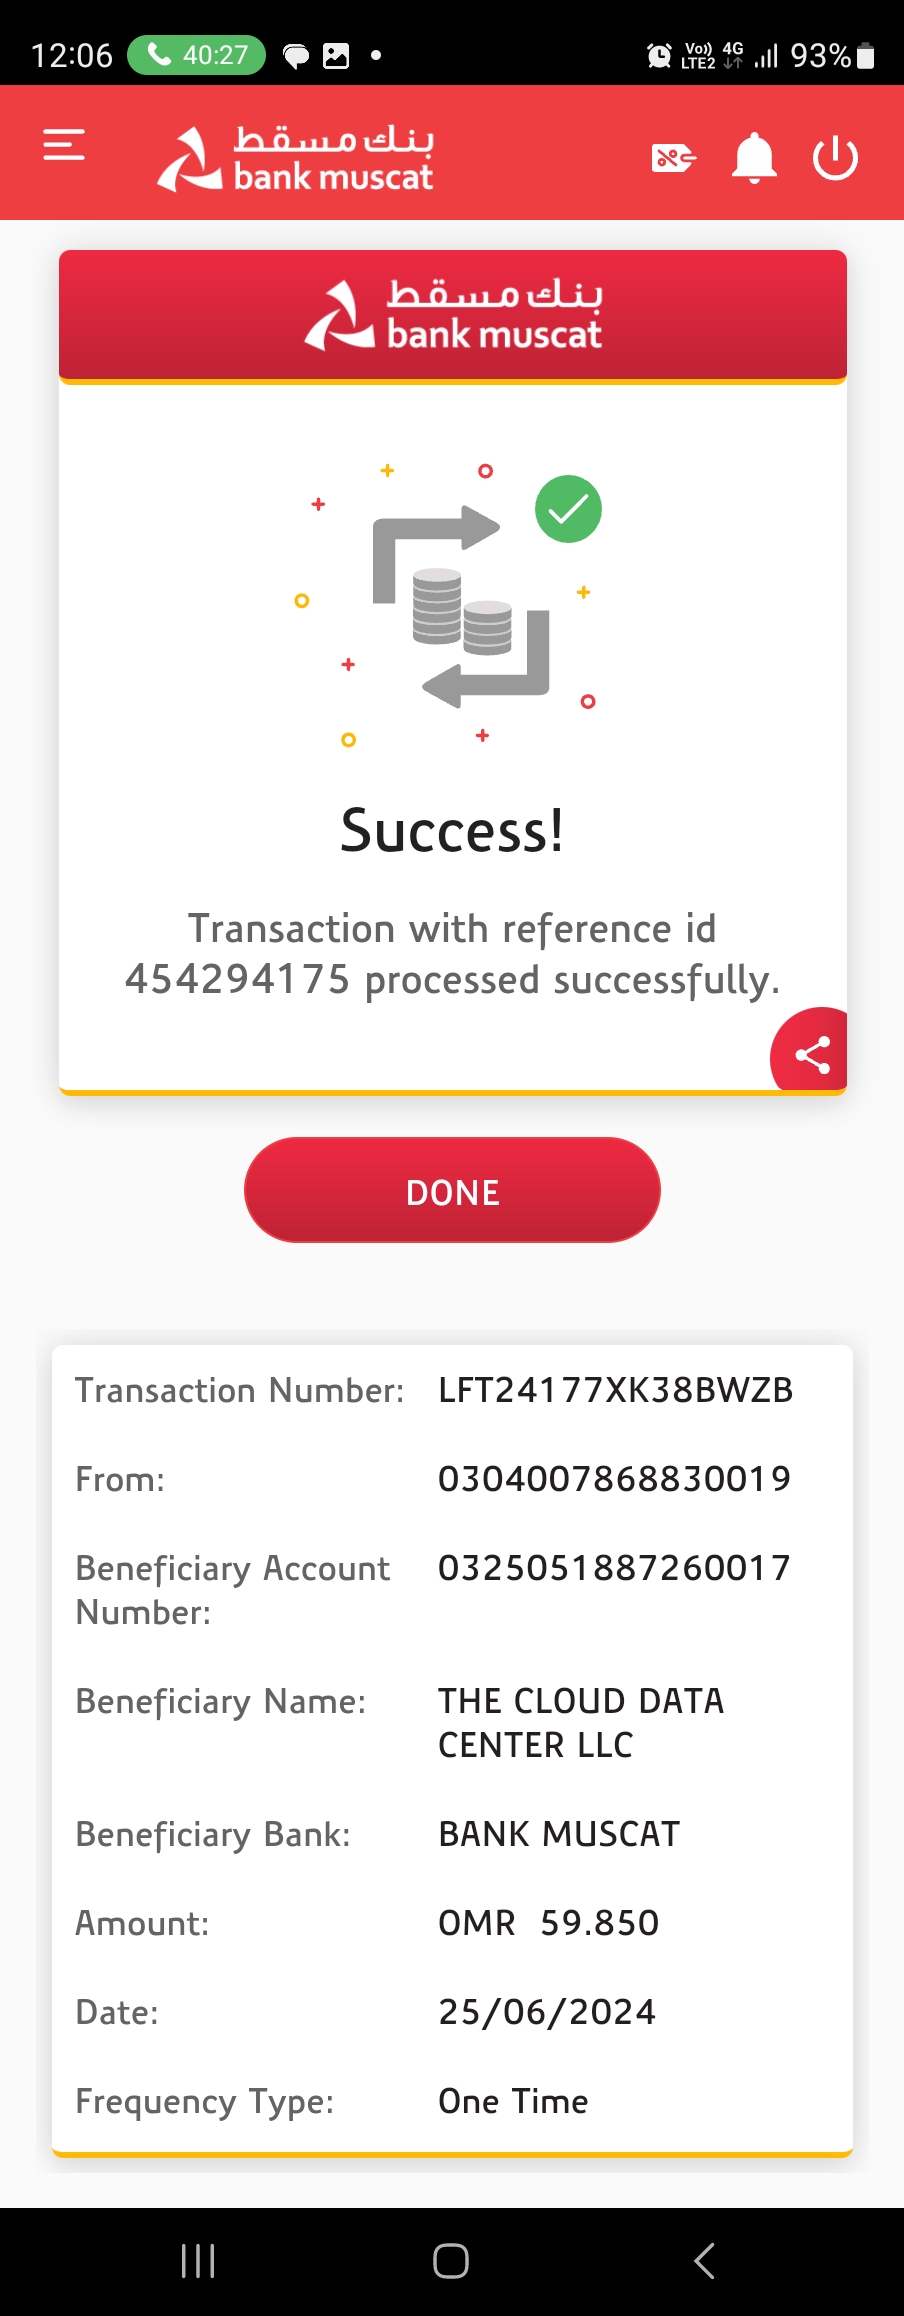 12:06 40:27 Vo)) LTE2 4G 93%
بنك مسقط
bank muscat
بنك مسقط
bank muscat
Success!
Transaction with reference id
454294175 processed successfully.
DONE
Transaction Number: LFT24177XK38BWZB
From: 0304007868830019
Beneficiary Account 0325051887260017
Number:
Beneficiary Name: THE CLOUD DATA
CENTER LLC
Beneficiary Bank: BANK MUSCAT
Amount: OMR 59.850
Date: 25/06/2024
Frequency Type: One Time